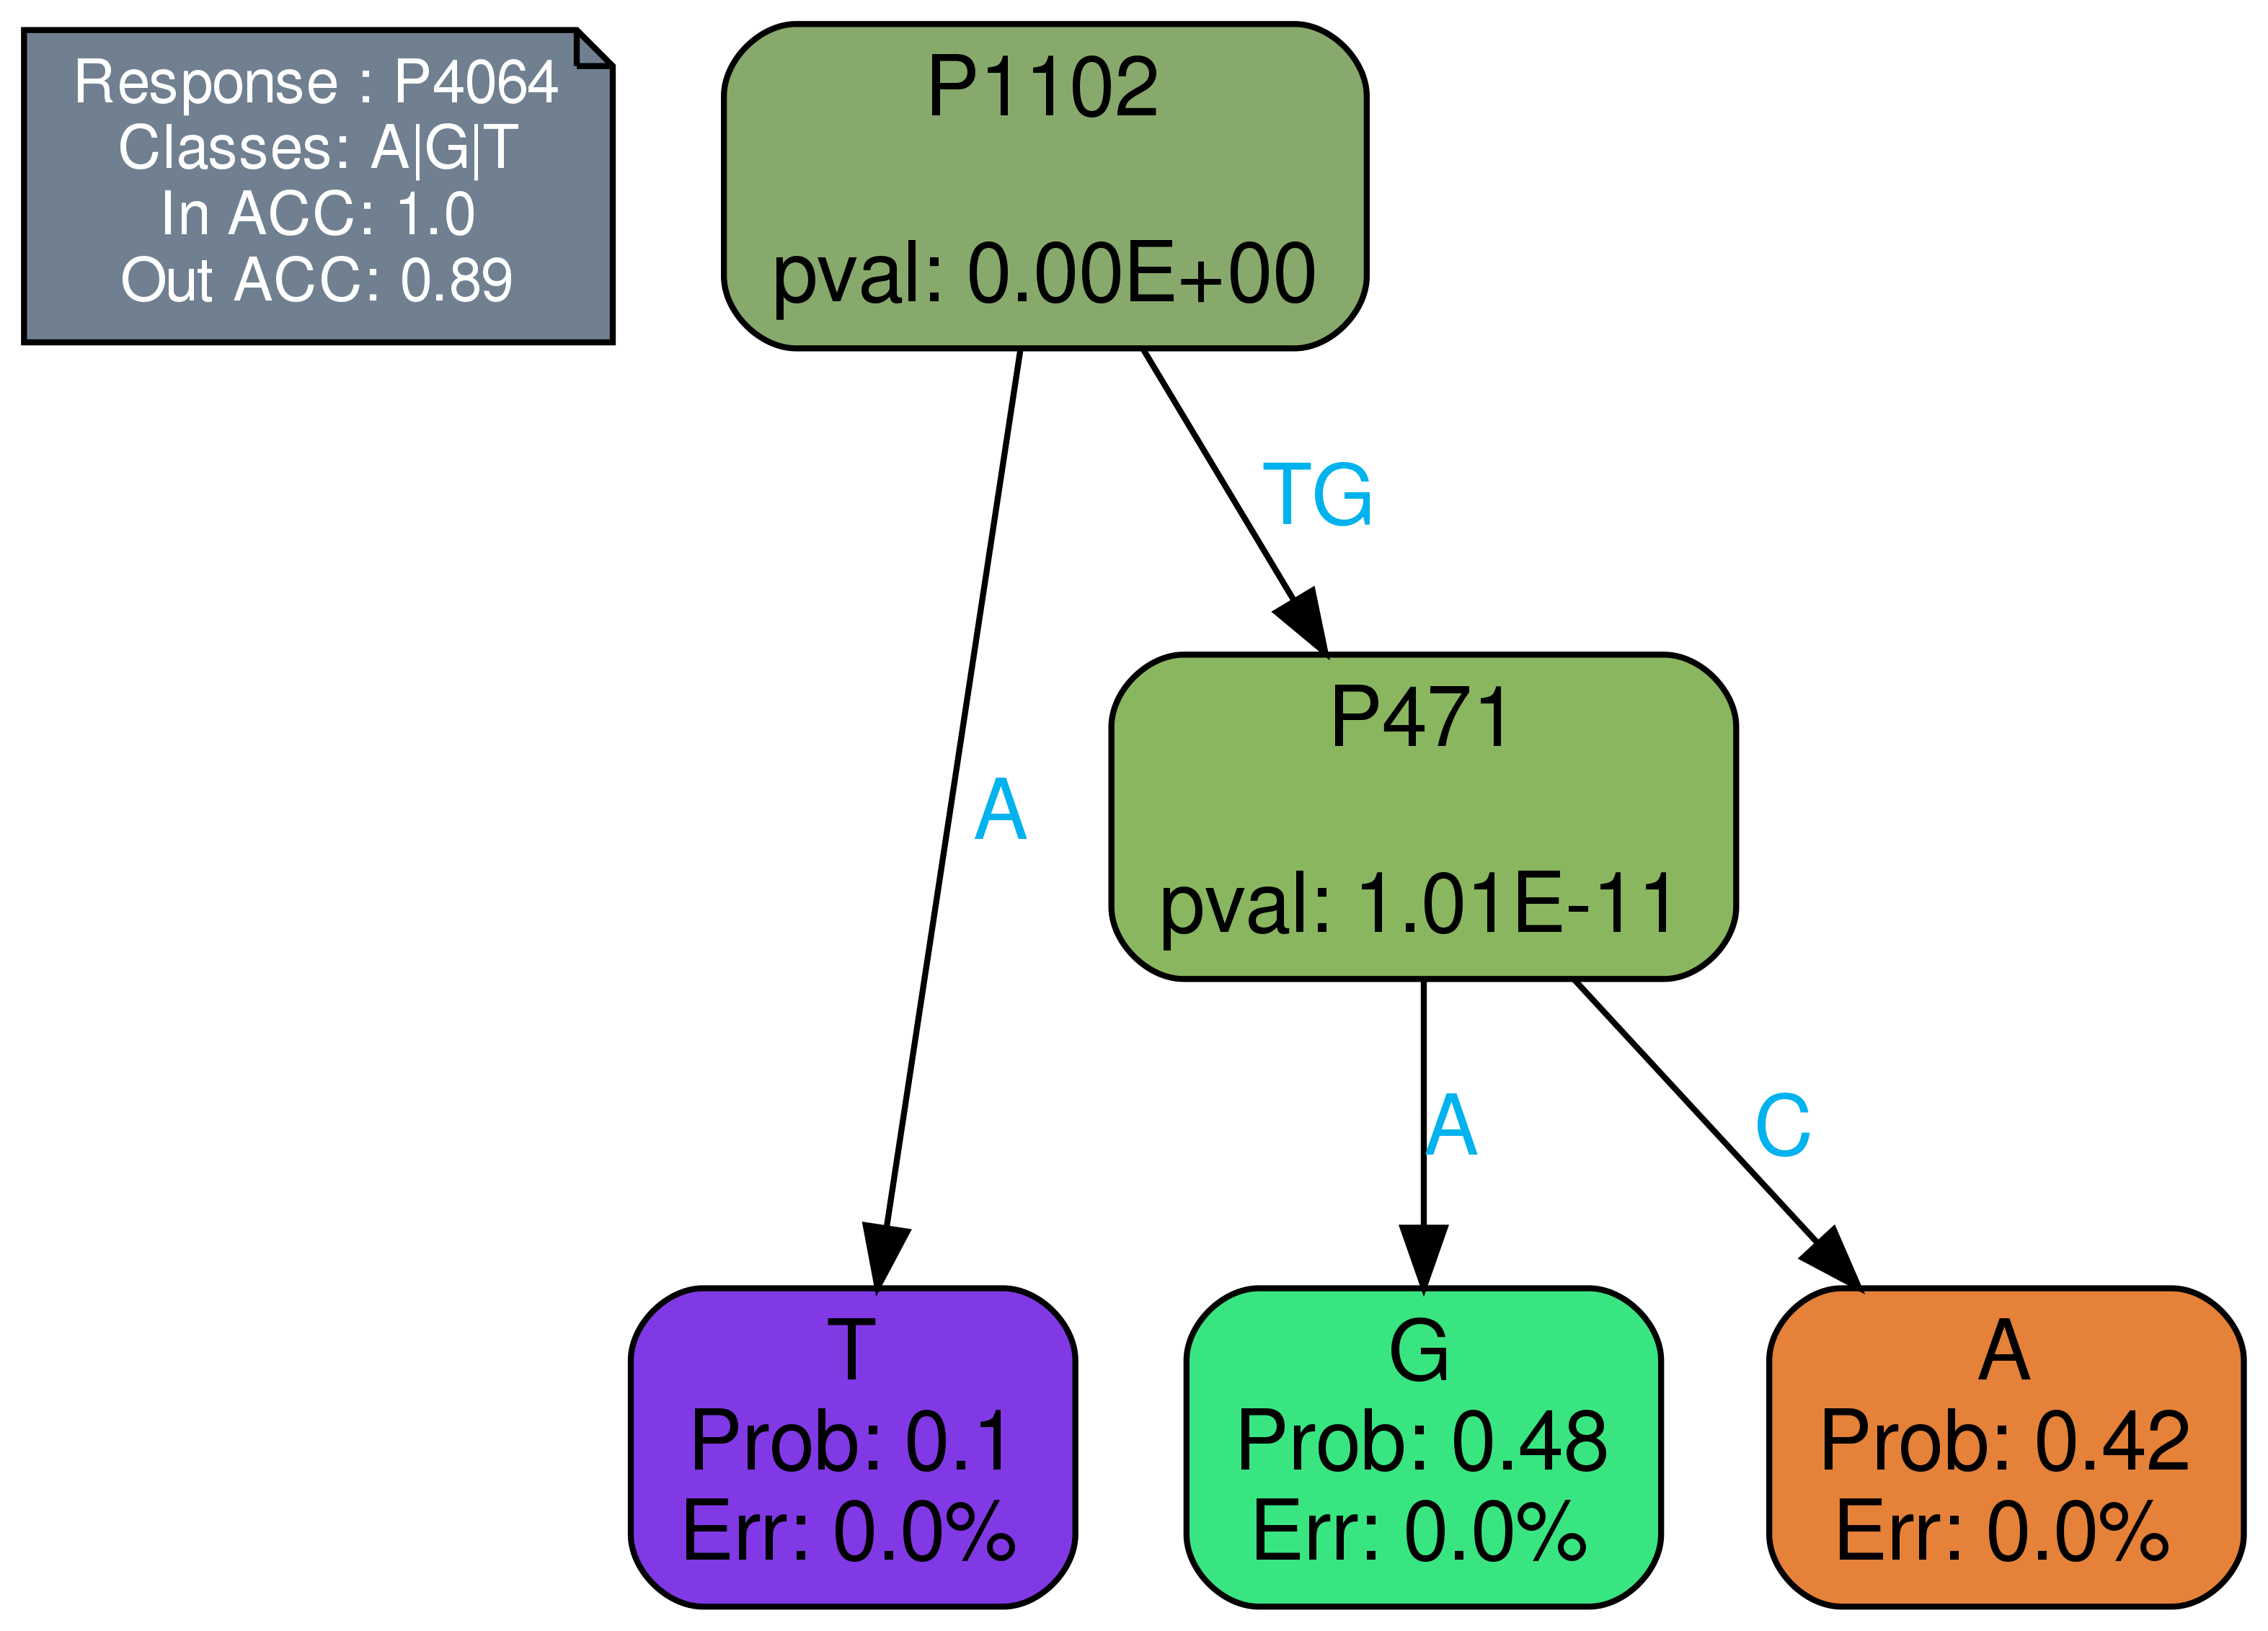 Response : P4064
Classes: A|G|T
In ACC: 1.0
Out ACC: 0.89
P1102
pval: 0.00E+00
TG
P471
pval: 1.01E-11
A
A
C
T
Prob: 0.1
Err: 0.0%
G
Prob: 0.48
Err: 0.0%
A
Prob: 0.42
Err: 0.0%